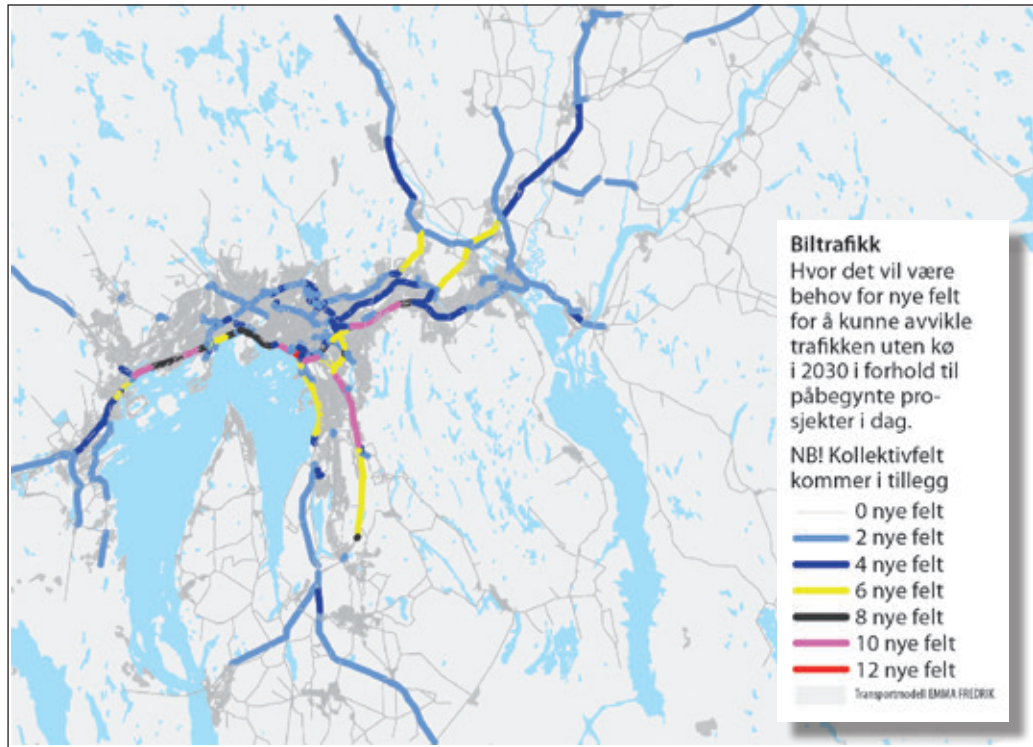 Biltrafikk
Hvor det vil være
behov for nye felt
for å kunne avvikle
trafikken uten kø
i 2030 i forhold til
påbegynte pro-
sjekter i dag.
NB! Kollektivfelt
kommer i tillegg
0 nye felt
2 nye felt
4 nye felt
6 nye felt
8 nye felt
10 nye felt
12 nye felt
Transportmodell EMMA FREDRIK